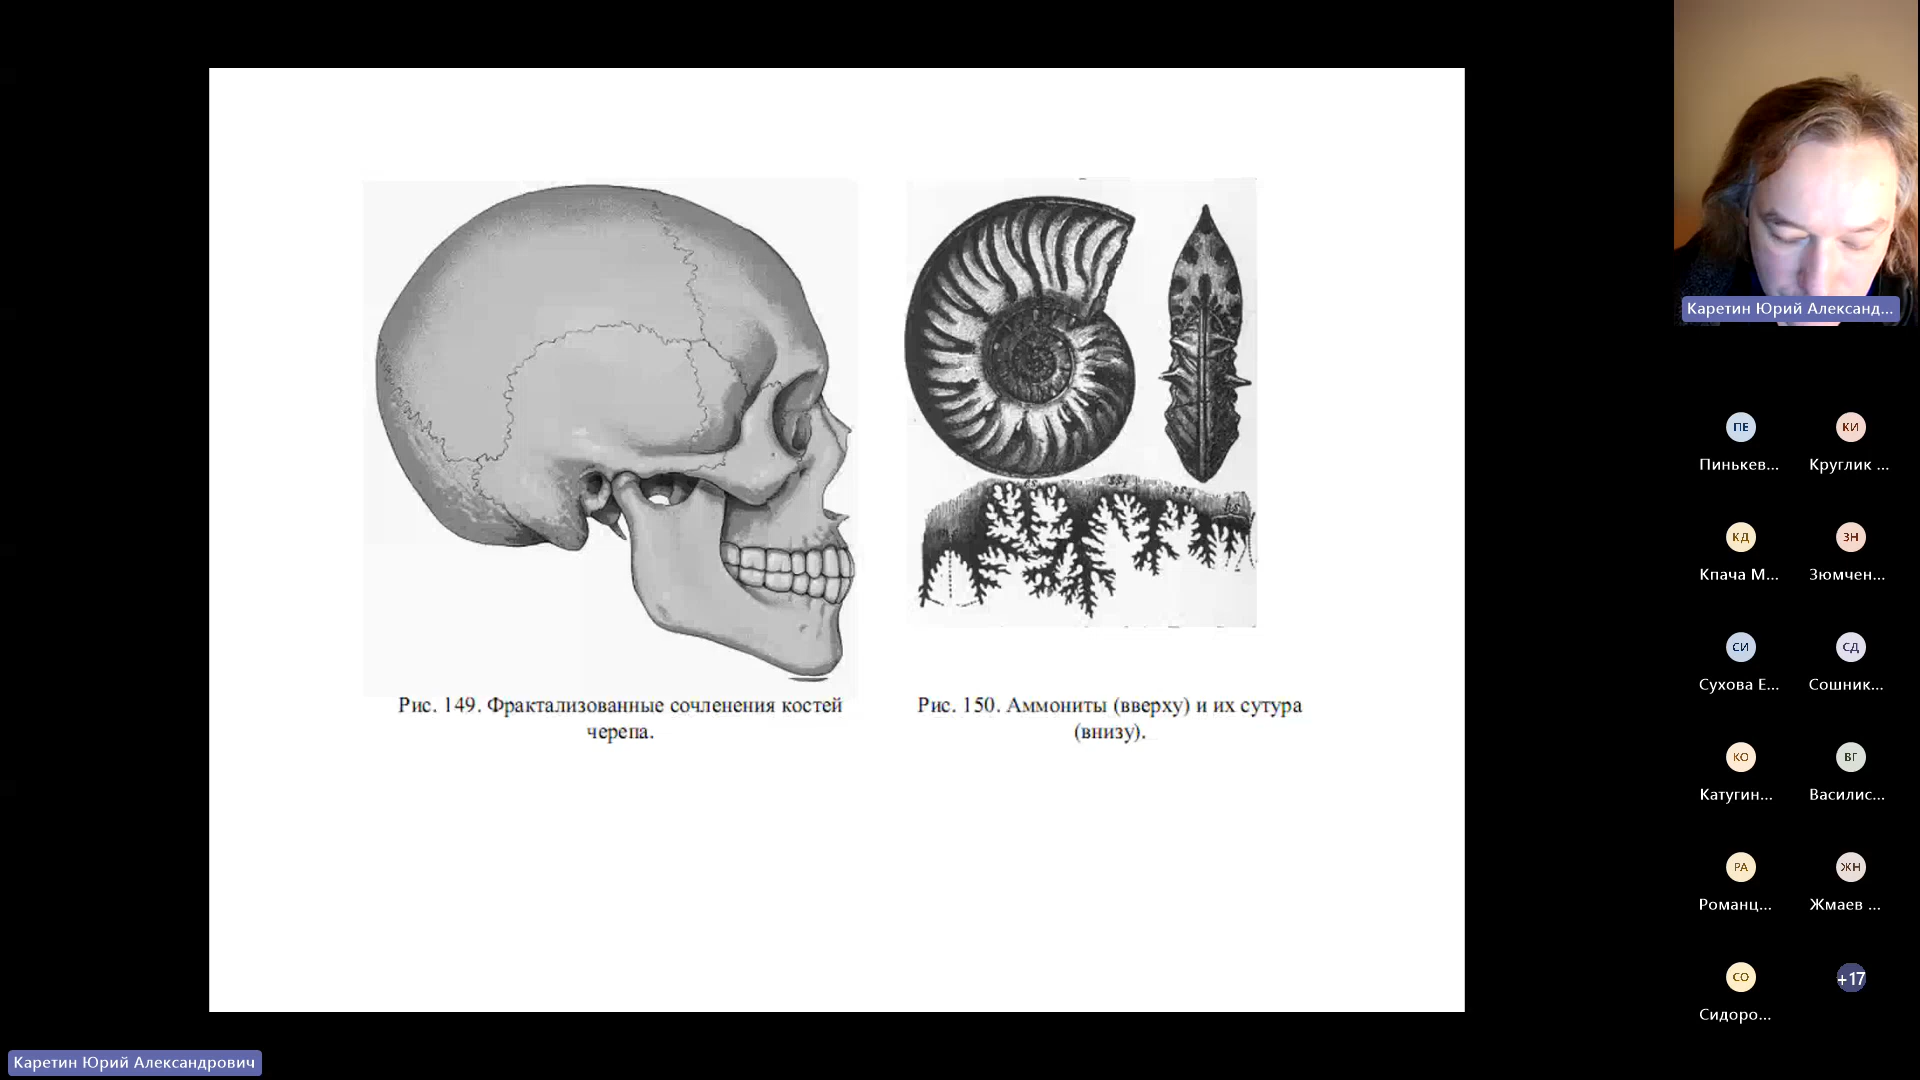 Рис. 149. Фрактализованные сочленения костей
черепа.
Рис. 150. Аммониты (вверху) и их сутура
(внизу).
Каретин Юрий Александ...
ПЕ
КИ
Пинькев...
Круглик ...
КД
ЗН
Кпача М...
Зюмчен...
СИ
СД
Сухова Е...
Сошник...
КО
ВГ
Катугин...
Василис...
РА
ЖН
Романц...
Жмаев ...
СО
+17
Сидоро...
Каретин Юрий Александрович